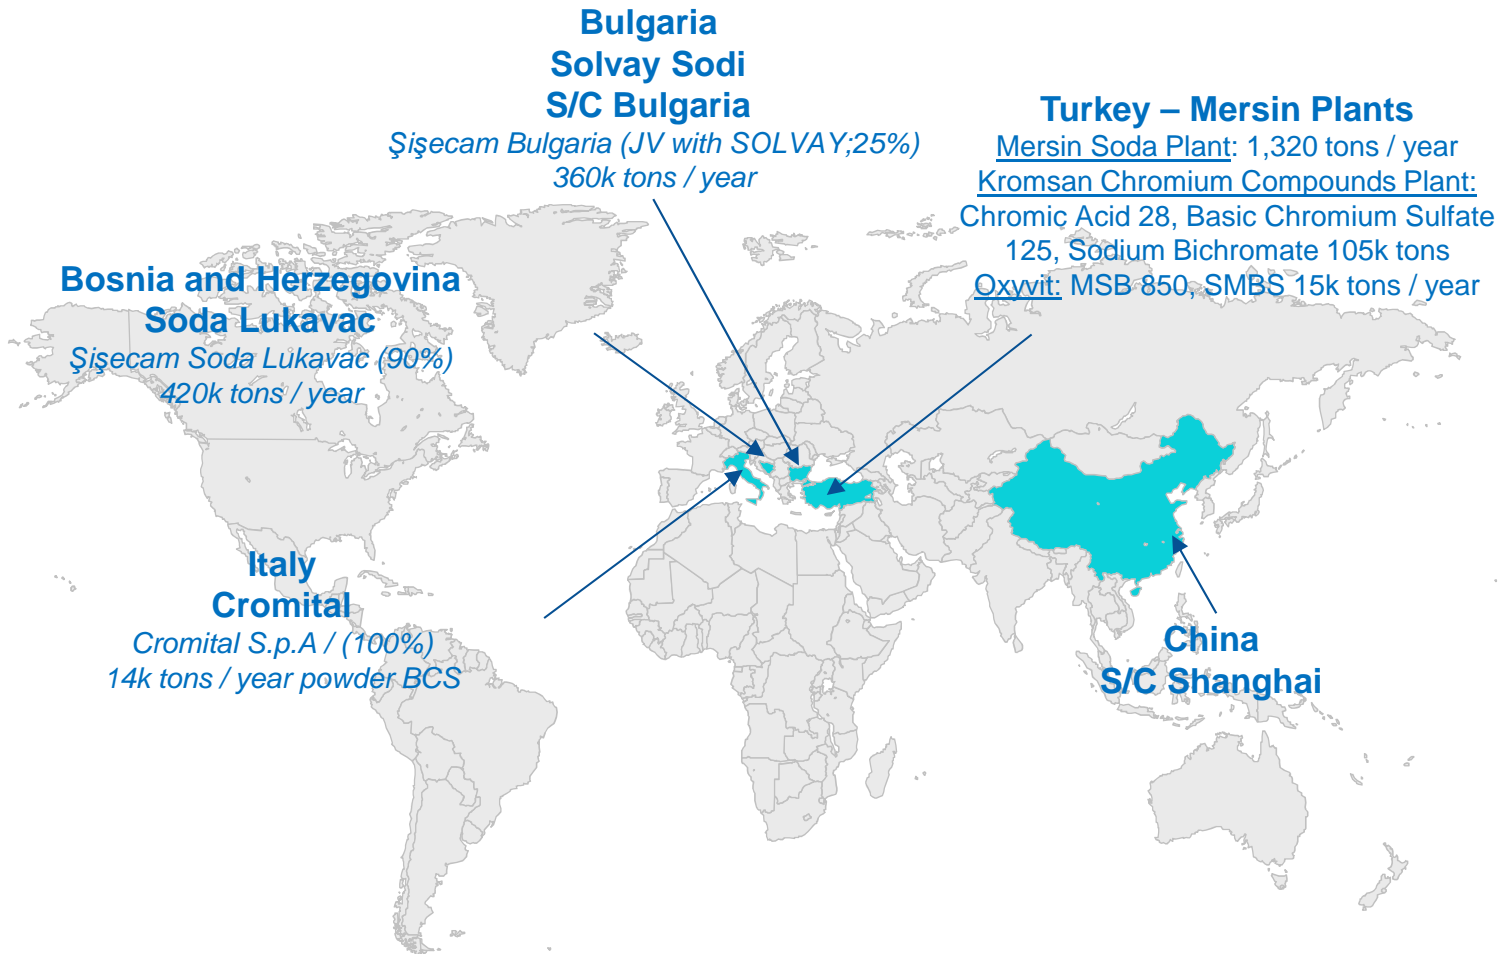 Bulgaria
Solvay Sodi
S/C Bulgaria
Şişecam Bulgaria (JV with SOLVAY;25%)
360k tons / year
Turkey – Mersin Plants
Mersin Soda Plant: 1,320 tons / year
Kromsan Chromium Compounds Plant:
Chromic Acid 28, Basic Chromium Sulfate
125, Sodium Bichromate 105k tons
Oxyvit: MSB 850, SMBS 15k tons / year
Bosnia and Herzegovina
Soda Lukavac
Şişecam Soda Lukavac (90%)
420k tons / year
Italy
Cromital
Cromital S.p.A / (100%)
14k tons / year powder BCS
China
S/C Shanghai